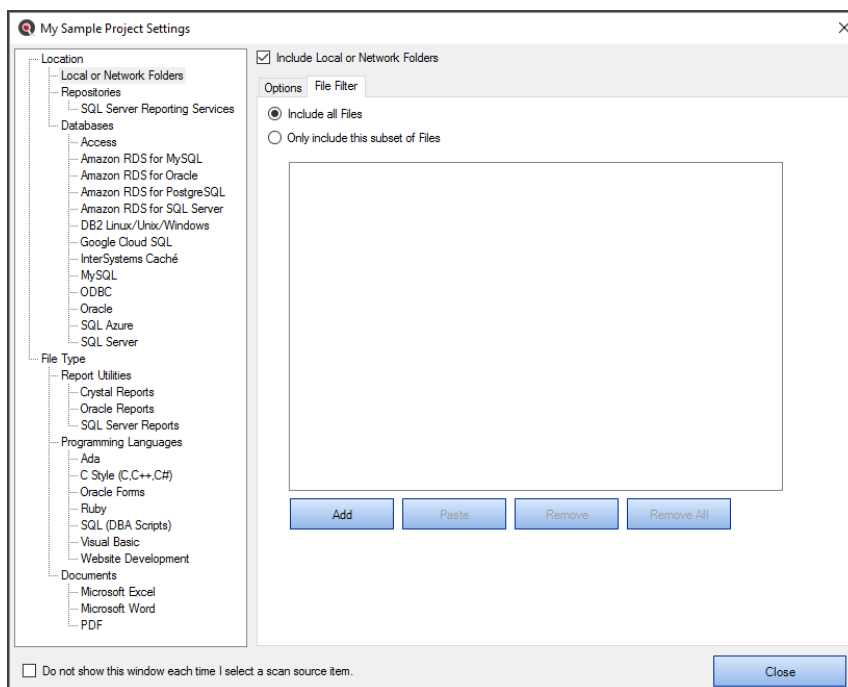 My Sample Project Settings
Location
Local or Network Folders
Repositories
SQL Server Reporting Services
Databases
Access
Amazon RDS for MySQL
Amazon RDS for Oracle
Amazon RDS for PostgreSQL
Amazon RDS for SQL Server
DB2 Linux/Unix/Windows
Google Cloud SQL
InterSystems Caché
MySQL
ODBC
Oracle
SQL Azure
SQL Server
File Type
Report Utilities
Crystal Reports
Oracle Reports
SQL Server Reports
Programming Languages
Ada
C Style (C,C++,C#)
Oracle Forms
Ruby
SQL (DBA Scripts)
Visual Basic
Website Development
Documents
Microsoft Excel
Microsoft Word
PDF
Include Local or Network Folders
Options File Filter
Include all Files
Only include this subset of Files
Add Paste Remove Remove All
Do not show this window each time I select a scan source item.
Close